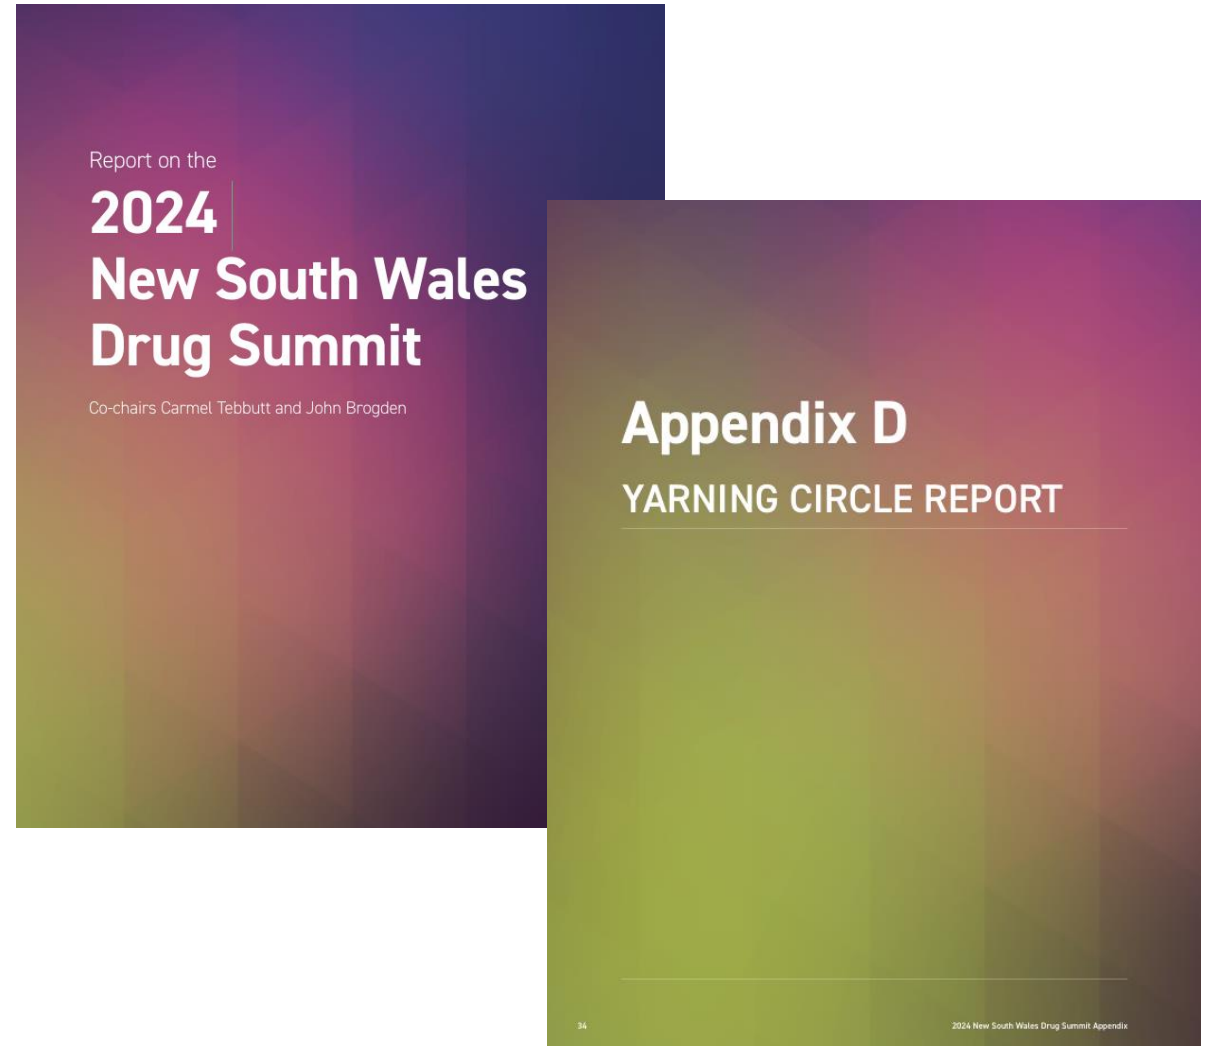 Report on the
2024
New South Wales
Drug Summit
Co-chairs Carmel Tebbutt and John Brogden
Appendix D
YARNING CIRCLE REPORT
34
2024 New South Wales Drug Summit Appendix